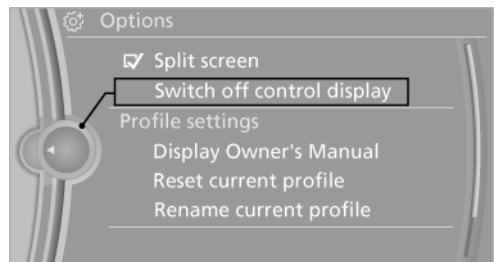 Options
Split screen
Switch off control display
Profile settings
Display Owner's Manual
Reset current profile
Rename current profile